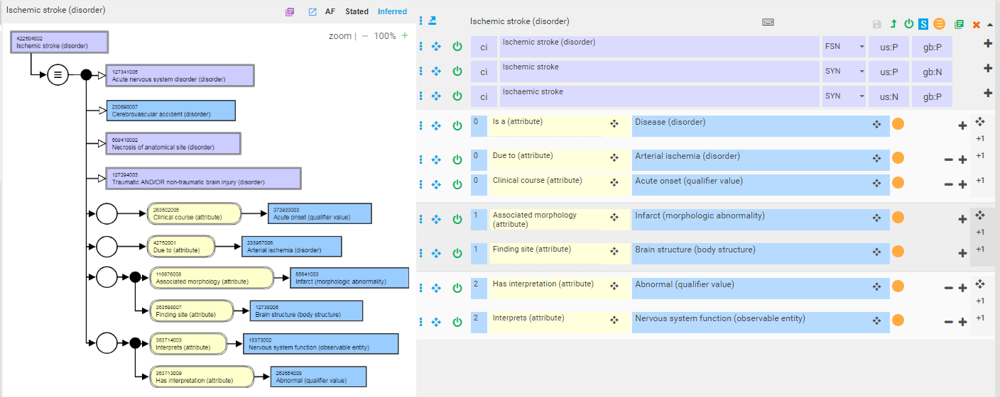 Ischemic stroke (disorder)
AF Stated Inferred
zoom | − 100% +
422504002
Ischemic stroke (disorder)
127341005
Acute nervous system disorder (disorder)
230690007
Cerebrovascular accident (disorder)
609410002
Necrosis of anatomical site (disorder)
127294003
Traumatic AND/OR non-traumatic brain injury (disorder)
263502005
Clinical course (attribute)
373933003
Acute onset (qualifier value)
42752001
Due to (attribute)
233957006
Arterial ischemia (disorder)
116676008
Associated morphology (attribute)
55641003
Infarct (morphologic abnormality)
363698007
Finding site (attribute)
12738006
Brain structure (body structure)
363714003
Interprets (attribute)
18373002
Nervous system function (observable entity)
363713009
Has interpretation (attribute)
263654008
Abnormal (qualifier value)
Ischemic stroke (disorder)
S
ci Ischemic stroke (disorder) FSN us:P gb:P
ci Ischemic stroke SYN us:P gb:N
ci Ischaemic stroke SYN us:N gb:P
0 Is a (attribute) Disease (disorder)
+1
0 Due to (attribute) Arterial ischemia (disorder) +1
0 Clinical course (attribute) Acute onset (qualifier value) +1
1 Associated morphology
(attribute) Infarct (morphologic abnormality)
+1
1 Finding site (attribute) Brain structure (body structure) +1
2 Has interpretation (attribute) Abnormal (qualifier value)
+1
2 Interprets (attribute) Nervous system function (observable entity) +1